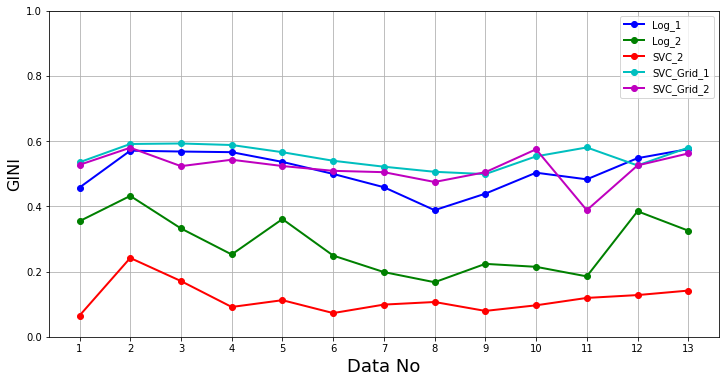 1.0
0.8
0.6
0.4
0.2
0.0
GINI
1 2 3 4 5 6 7 8 9 10 11 12 13
Data No
Log_1
Log_2
SVC_2
SVC_Grid_1
SVC_Grid_2